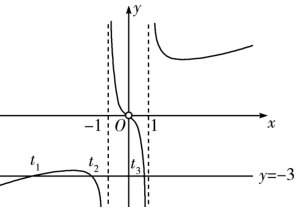 y
−1 O 1 x
t₁ t₂ t₃
y=−3